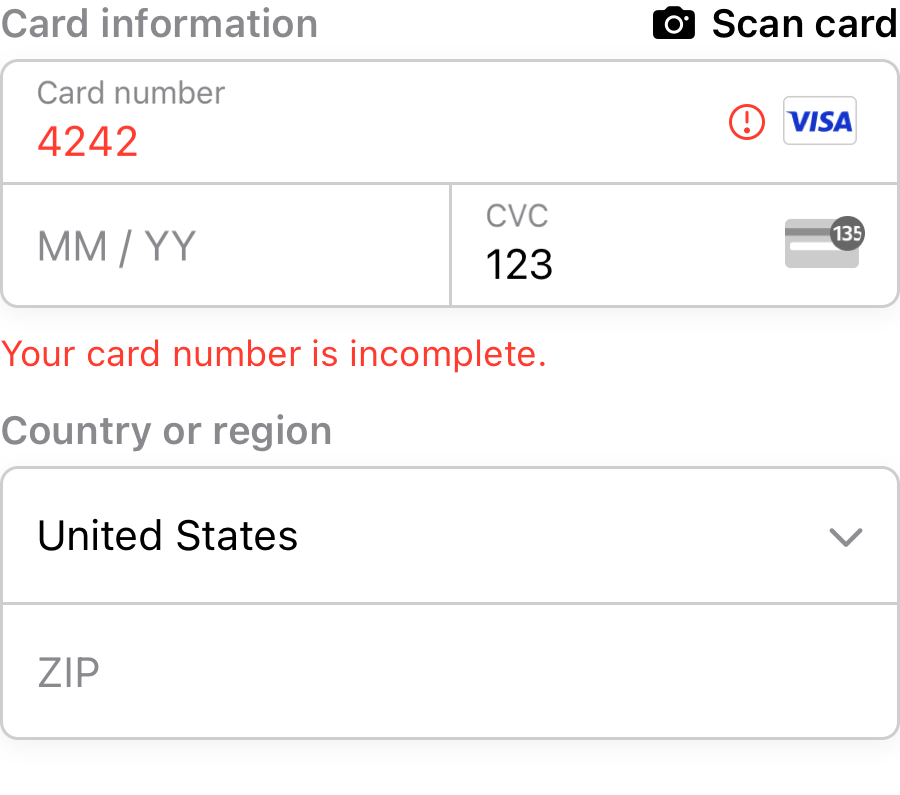 Card information
Scan card
Card number
4242
VISA
MM / YY
CVC
123
135
Your card number is incomplete.
Country or region
United States
ZIP